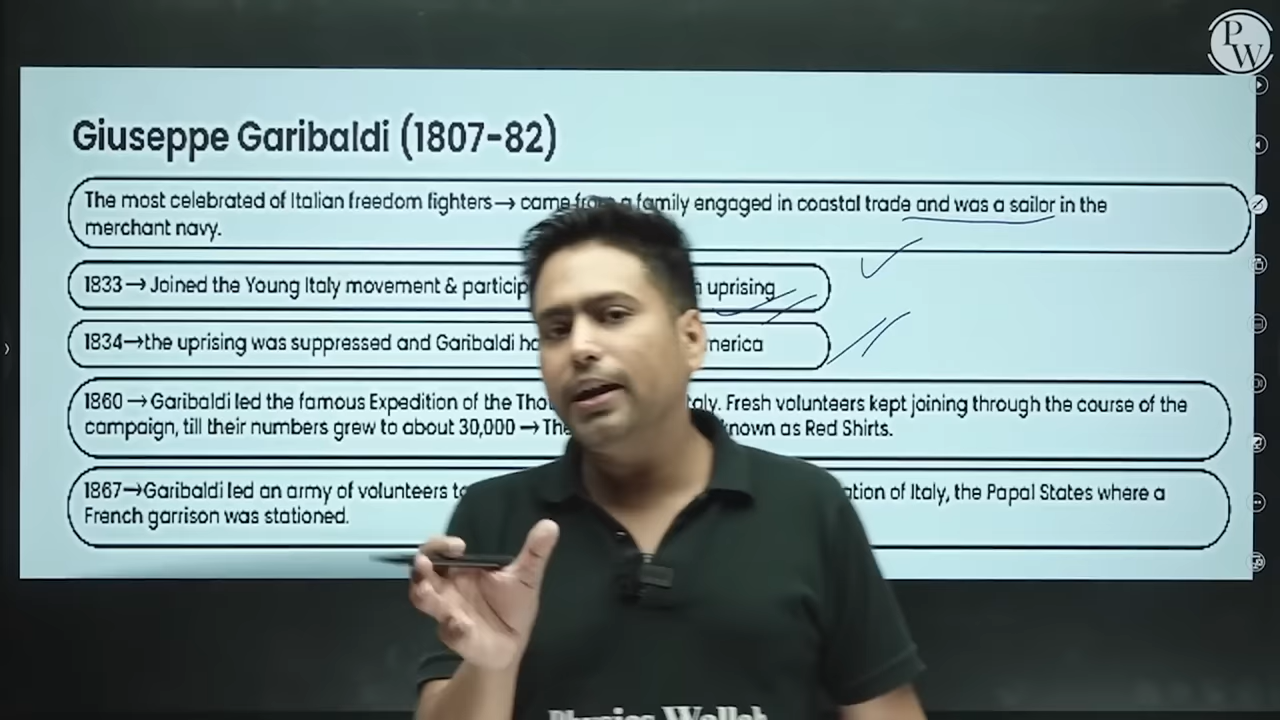 PW
Giuseppe Garibaldi (1807-82)
The most celebrated of Italian freedom fighters→ came from a family engaged in coastal trade and was a sailor in the
merchant navy.
1833→Joined the Young Italy movement & particip uprising
1834→the uprising was suppressed and Garibaldi merica
1860→Garibaldi led the famous Expedition of the Tho taly. Fresh volunteers kept joining through the course of the
campaign, till their numbers grew to about 30,000→The known as Red Shirts.
1867→Garibaldi led an army of volunteers to ation of Italy, the Papal States where a
French garrison was stationed.
Physics Wallah